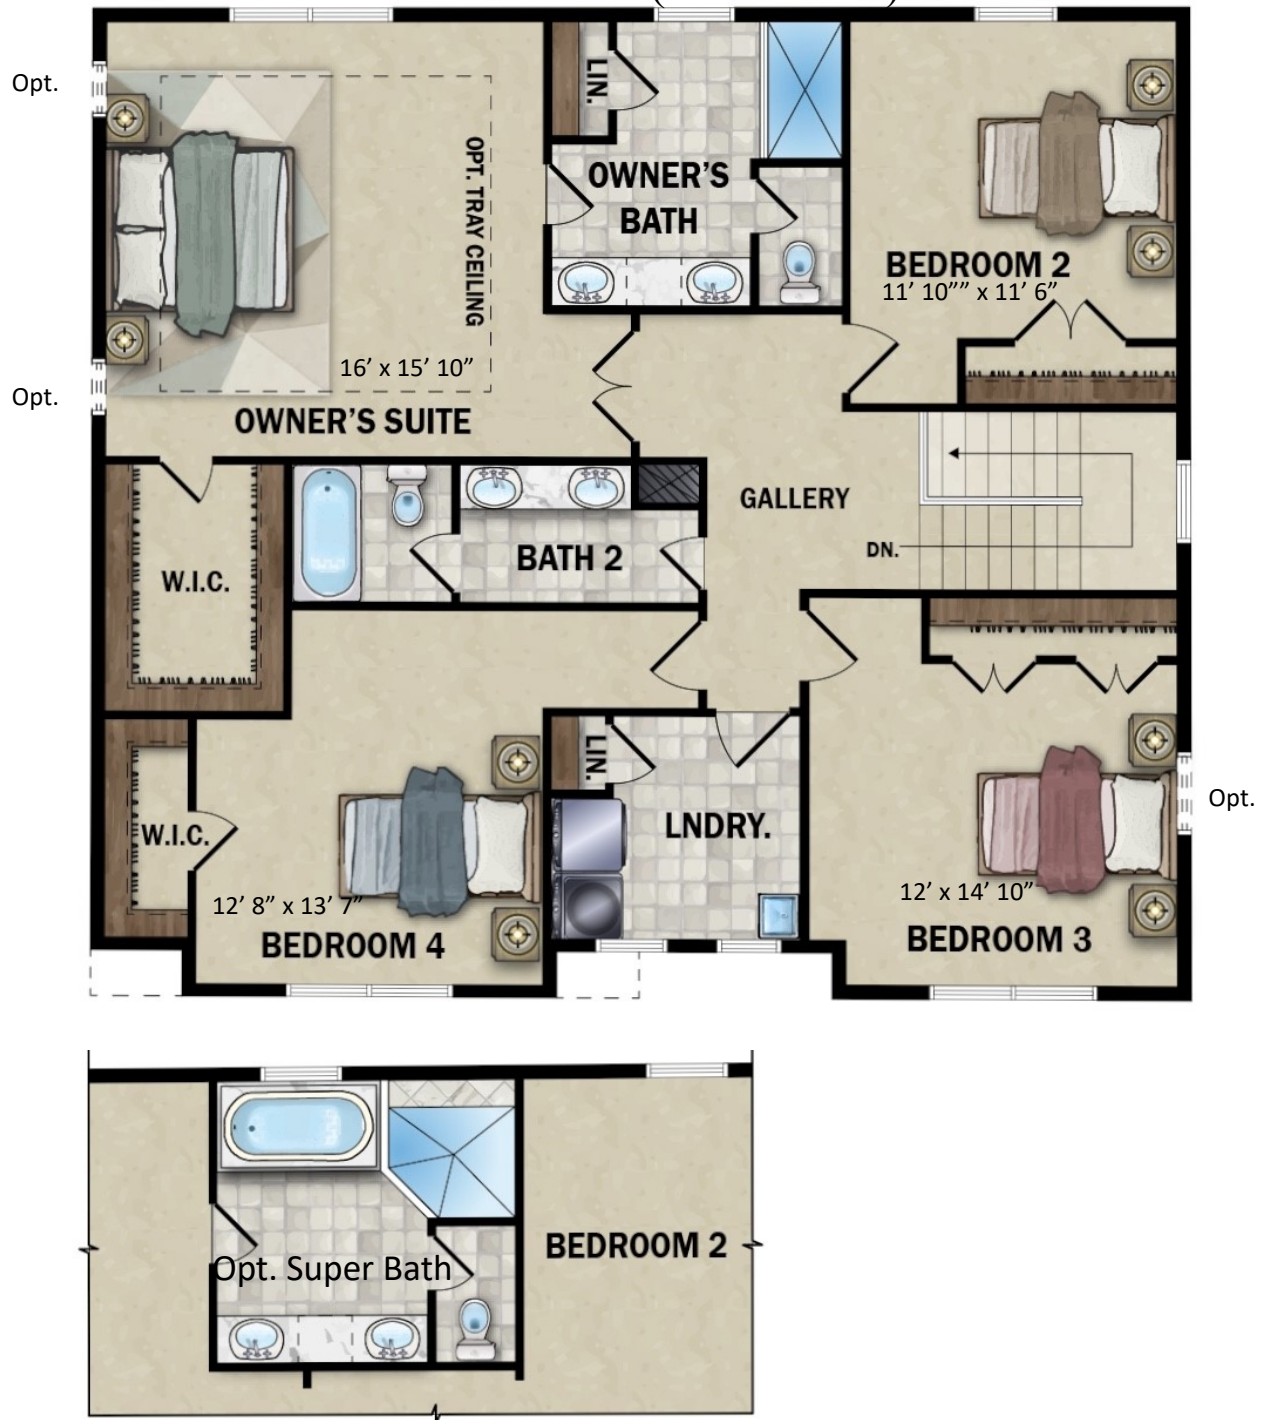 Opt.
LIN.
OWNER'S
BATH
OPT. TRAY CEILING
BEDROOM 2
11’ 10”” x 11’ 6”
16’ x 15’ 10”
Opt.
OWNER'S SUITE
GALLERY
DN.
BATH 2
W.I.C.
LIN.
Opt.
LNDRY.
W.I.C.
12’ 8” x 13’ 7”
12’ x 14’ 10”
BEDROOM 4
BEDROOM 3
BEDROOM 2
Opt. Super Bath